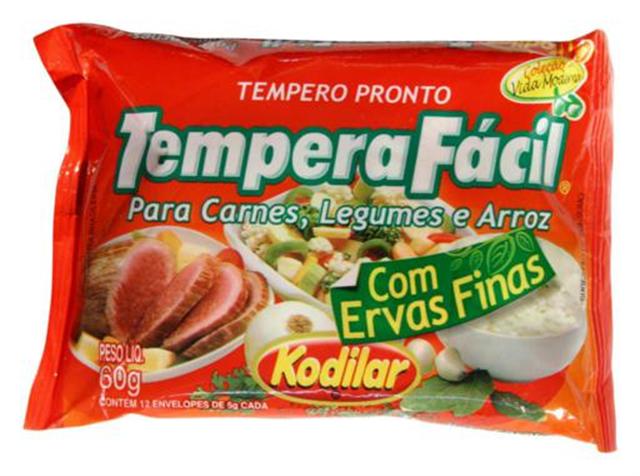 Coleção
Vida Moderna
TEMPERO PRONTO
TemperaFácil®
Para Carnes, Legumes e Arroz
Com
Ervas Finas
Kodilar
PESO LIQ.
60g
CONTÉM 12 ENVELOPES DE 5g CADA